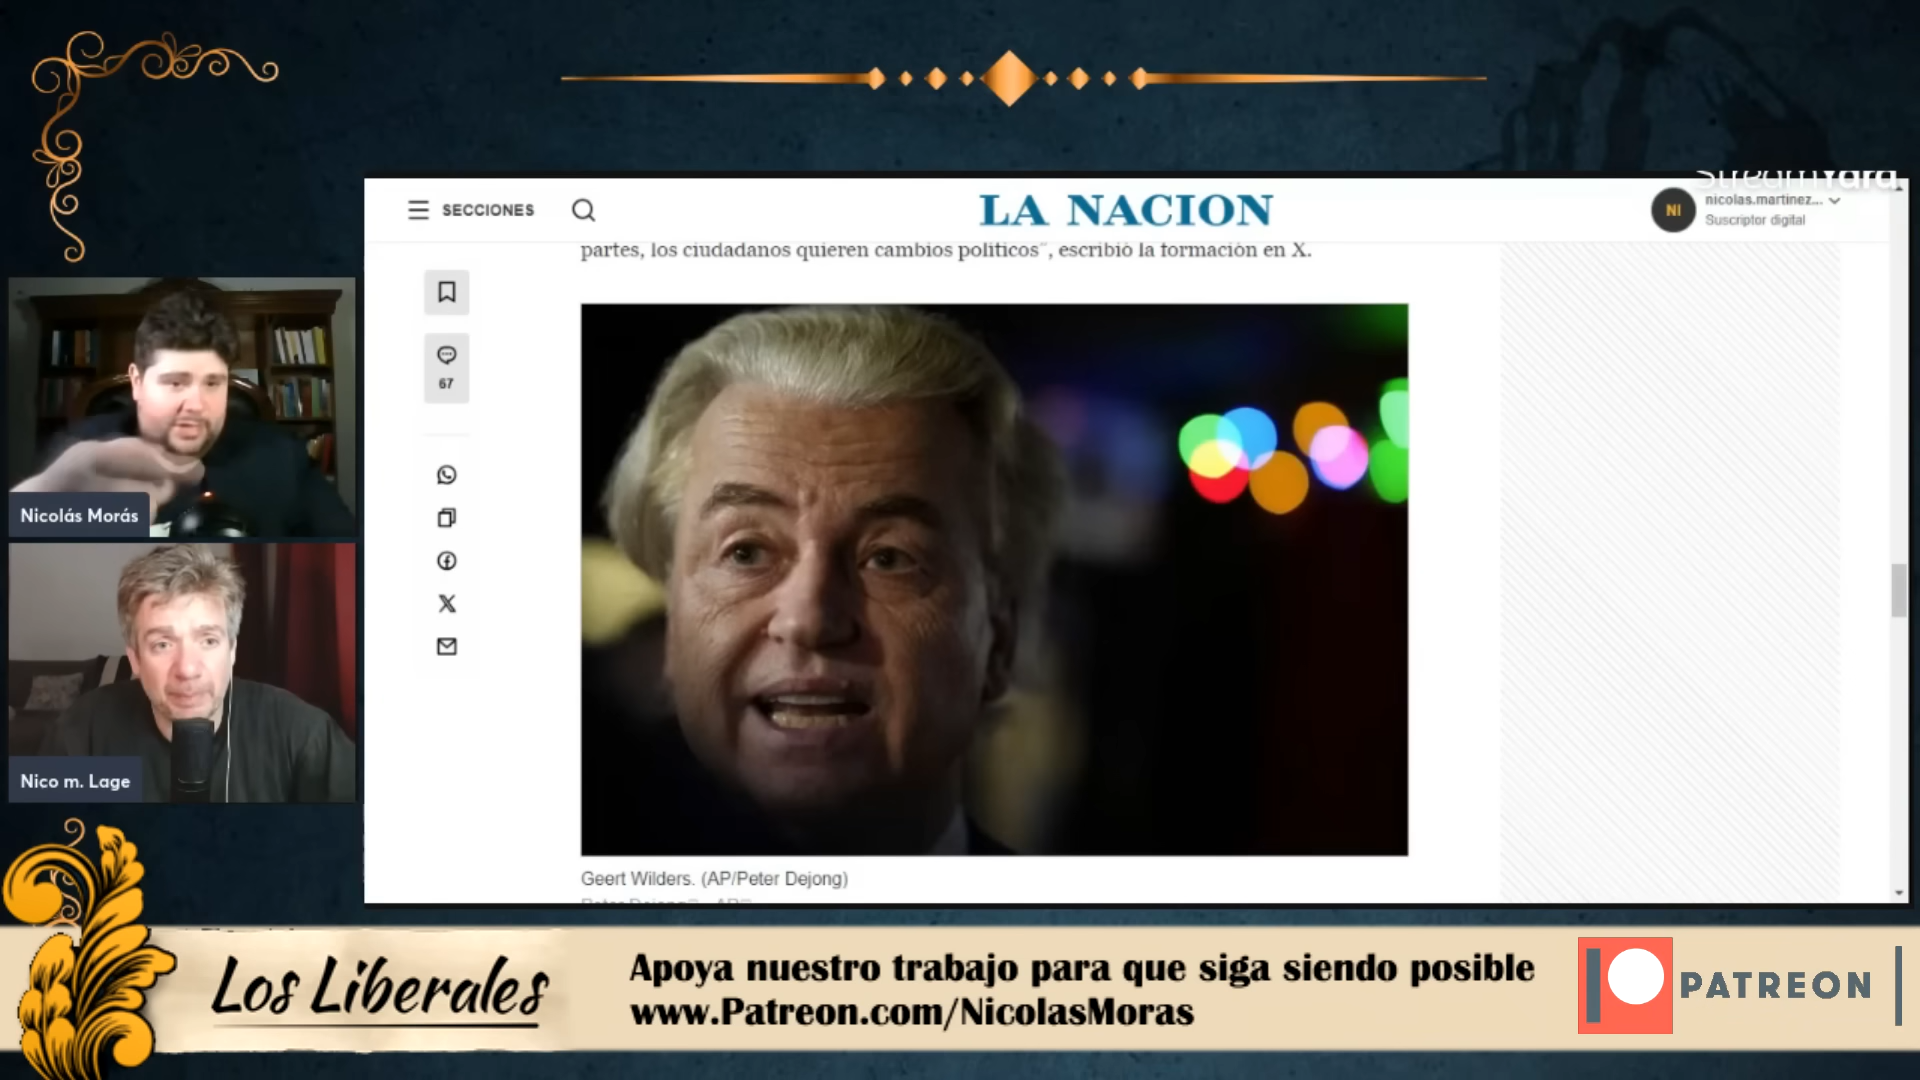 StreamYard
SECCIONES
LA NACION
NI
nicolas.martinez...
Suscriptor digital
partes, los ciudadanos quieren cambios políticos”, escribió la formación en X.
67
Nicolás Morás
Nico m. Lage
Geert Wilders. (AP/Peter Dejong)
Los Liberales
Apoya nuestro trabajo para que siga siendo posible
www.Patreon.com/NicolasMoras
PATREON